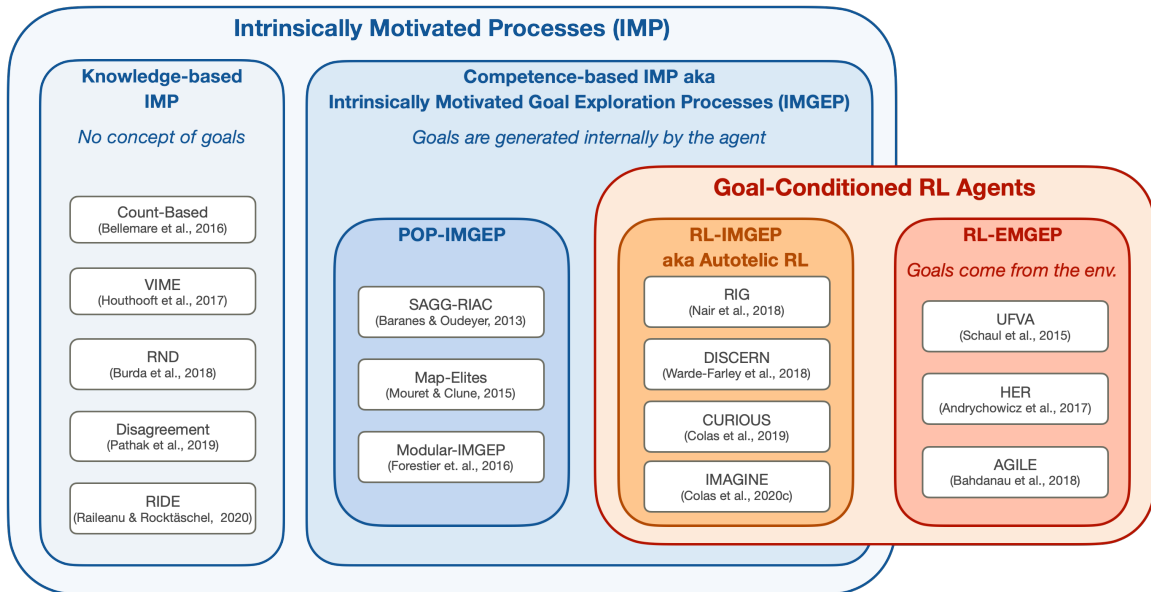 Intrinsically Motivated Processes (IMP)
Knowledge-based
IMP
No concept of goals
Count-Based
(Bellemare et al., 2016)
VIME
(Houthooft et al., 2017)
RND
(Burda et al., 2018)
Disagreement
(Pathak et al., 2019)
RIDE
(Raileanu & Rocktäschel, 2020)
Competence-based IMP aka
Intrinsically Motivated Goal Exploration Processes (IMGEP)
Goals are generated internally by the agent
POP-IMGEP
SAGG-RIAC
(Baranes & Oudeyer, 2013)
Map-Elites
(Mouret & Clune, 2015)
Modular-IMGEP
(Forestier et. al., 2016)
Goal-Conditioned RL Agents
RL-IMGEP
aka Autotelic RL
RIG
(Nair et al., 2018)
DISCERN
(Warde-Farley et al., 2018)
CURIOUS
(Colas et al., 2019)
IMAGINE
(Colas et al., 2020c)
RL-EMGEP
Goals come from the env.
UFVA
(Schaul et al., 2015)
HER
(Andrychowicz et al., 2017)
AGILE
(Bahdanau et al., 2018)